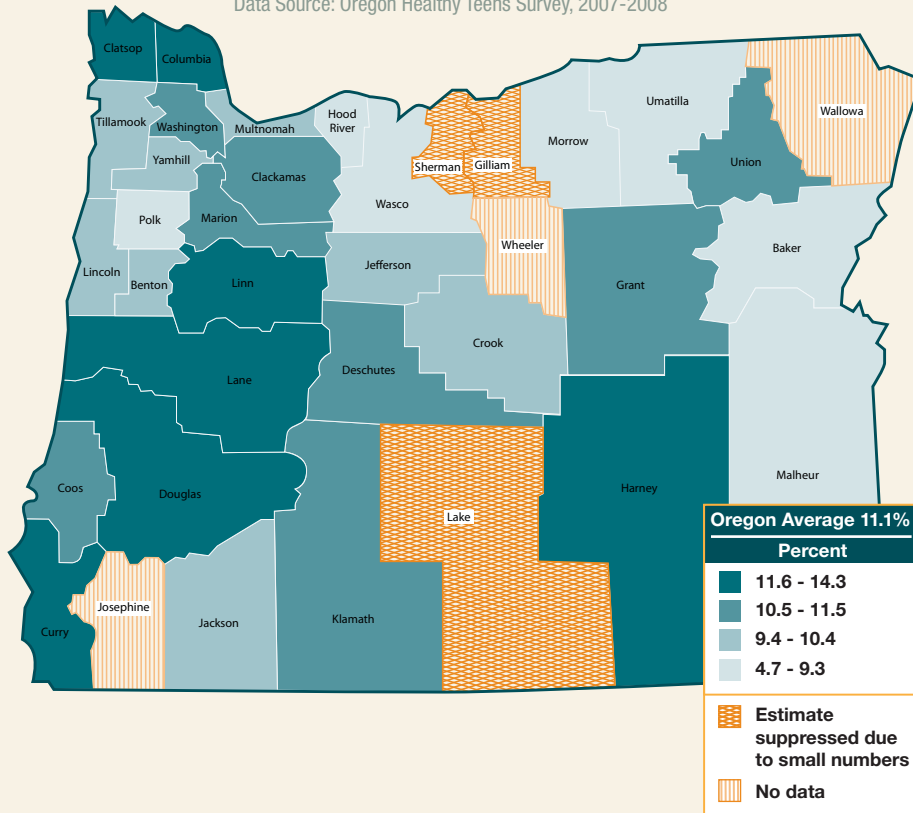 Data Source: Oregon Healthy Teens Survey, 2007-2008
Clatsop
Columbia
Tillamook
Washington
Multnomah
Hood
River
Umatilla
Wallowa
Morrow
Yamhill
Clackamas
Sherman
Gilliam
Union
Polk
Marion
Wasco
Wheeler
Baker
Lincoln
Benton
Linn
Jefferson
Grant
Crook
Lane
Deschutes
Coos
Douglas
Lake
Harney
Malheur
Curry
Josephine
Jackson
Klamath
Oregon Average 11.1%
Percent
11.6 - 14.3
10.5 - 11.5
9.4 - 10.4
4.7 - 9.3
Estimate
suppressed due
to small numbers
No data